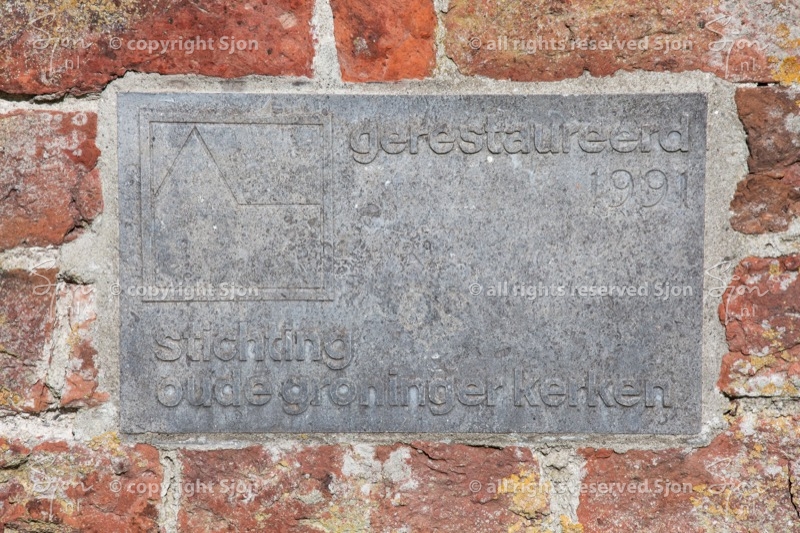 © copyright Sjon © all rights reserved Sjon
gerestaureerd
1991
© copyright Sjon © all rights reserved Sjon
Stichting
oude groninger kerken
© copyright Sjon © all rights reserved Sjon